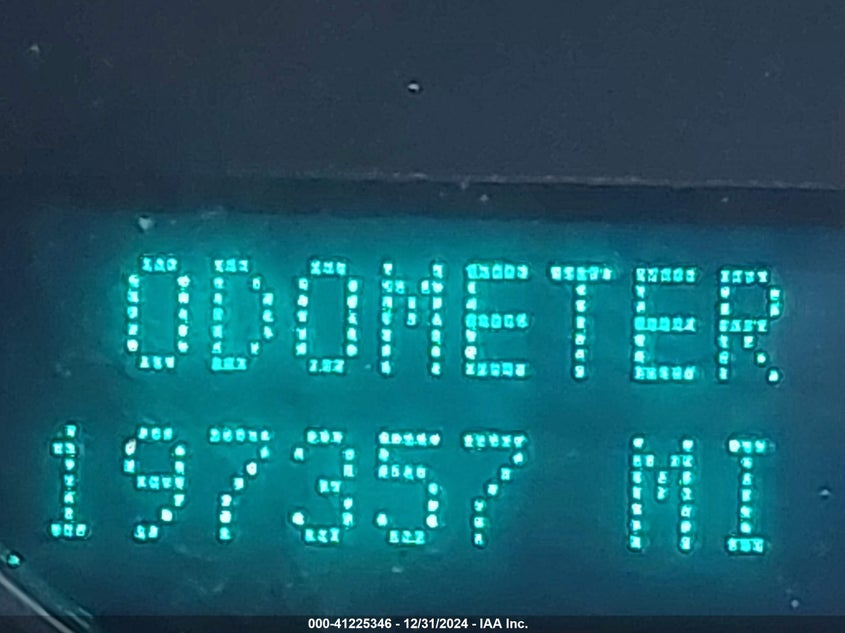 ODOMETER
197357 MI
000-41225346 - 12/31/2024 - IAA Inc.